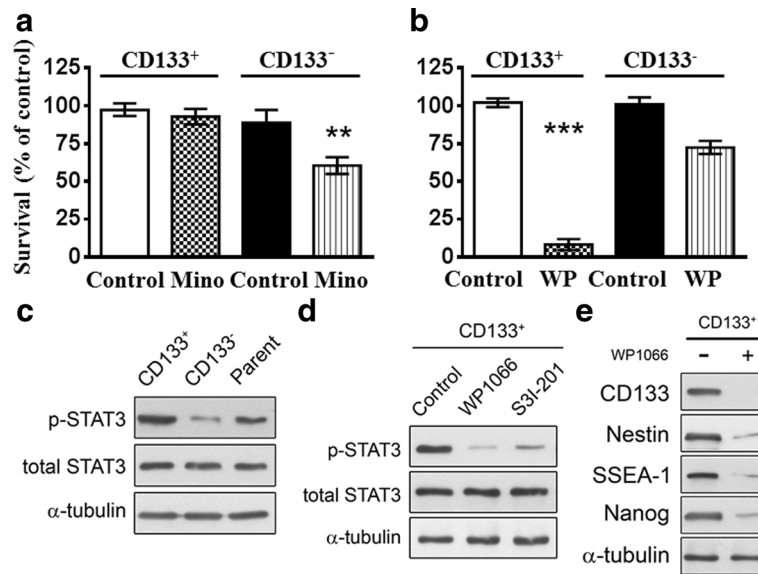 a
CD133+ CD133-
Survival (% of control)
125
100
75
50
25
0
**
Control Mino Control Mino
b
CD133+ CD133-
125
100
75
50
25
0
***
Control WP Control WP
c
CD133+ CD133- Parent
p-STAT3
total STAT3
α-tubulin
d
CD133+
Control WP1066 S3I-201
p-STAT3
total STAT3
α-tubulin
e
CD133+
WP1066 - +
CD133
Nestin
SSEA-1
Nanog
α-tubulin